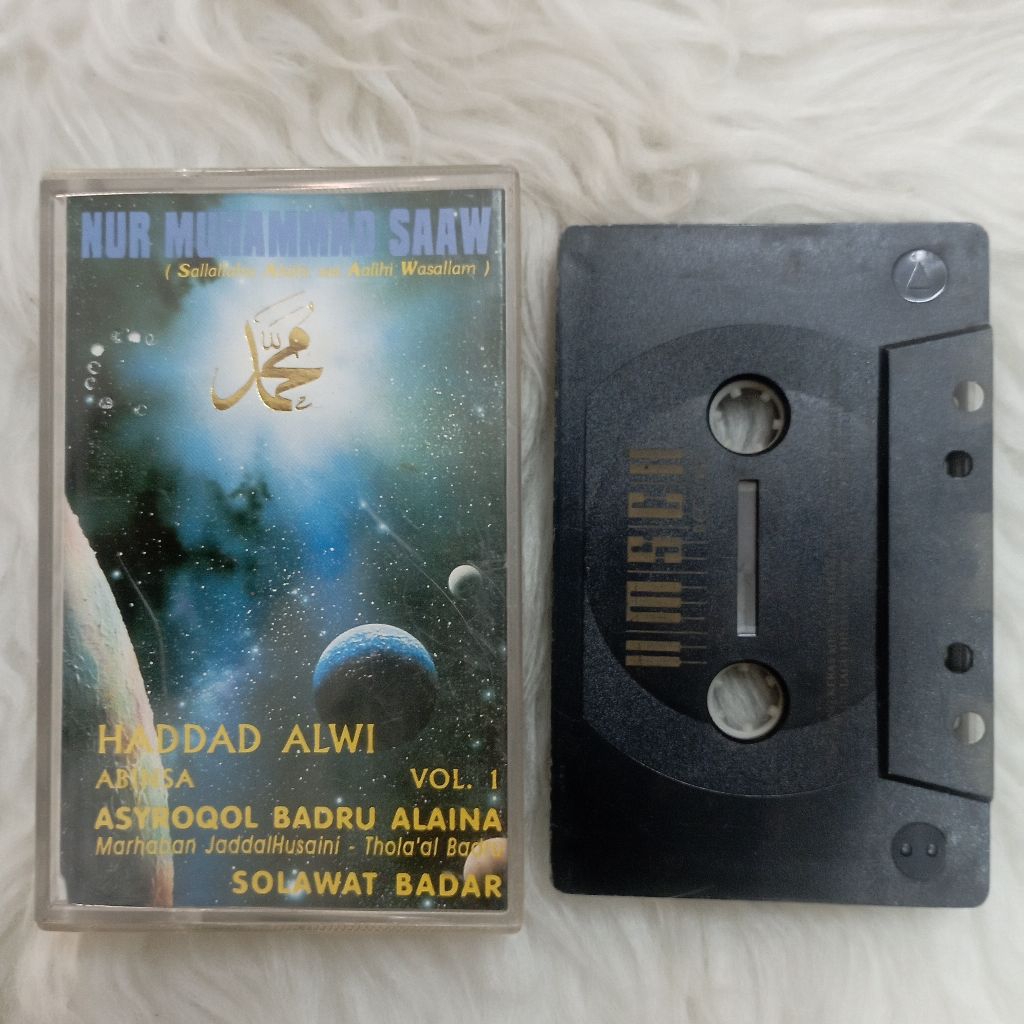 NUR MUHAMMAD SAAW
( Sallallahu Alaihi wa Aalihi Wasallam )
محمد
HADDAD ALWI
ABINSA VOL. 1
ASYROQOL BADRU ALAINA
Marhaban JaddalHusaini - Thola'al Badru
SOLAWAT BADAR